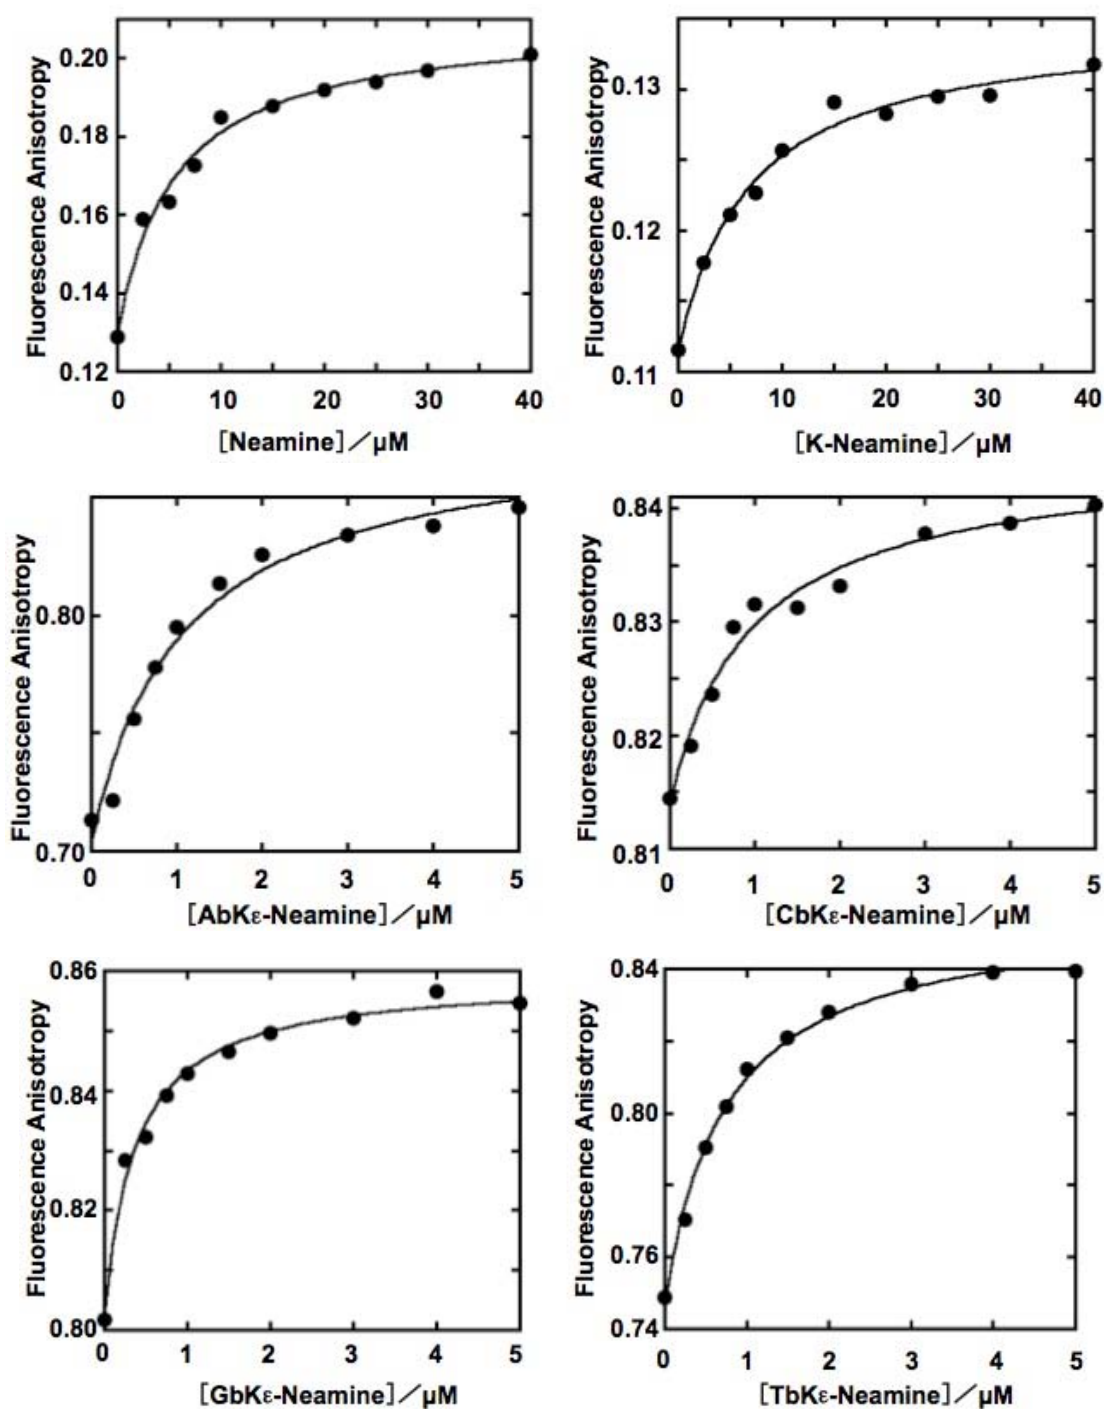 Fluorescence Anisotropy
0.20
0.18
0.16
0.14
0.12
0 10 20 30 40
[Neamine]/μM
Fluorescence Anisotropy
0.13
0.12
0.11
0 10 20 30 40
[K-Neamine]/μM
Fluorescence Anisotropy
0.80
0.70
0 1 2 3 4 5
[AbKε-Neamine]/μM
Fluorescence Anisotropy
0.84
0.83
0.82
0.81
0 1 2 3 4 5
[CbKε-Neamine]/μM
Fluorescence Anisotropy
0.86
0.84
0.82
0.80
0 1 2 3 4 5
[GbKε-Neamine]/μM
Fluorescence Anisotropy
0.84
0.80
0.76
0.74
0 1 2 3 4 5
[TbKε-Neamine]/μM